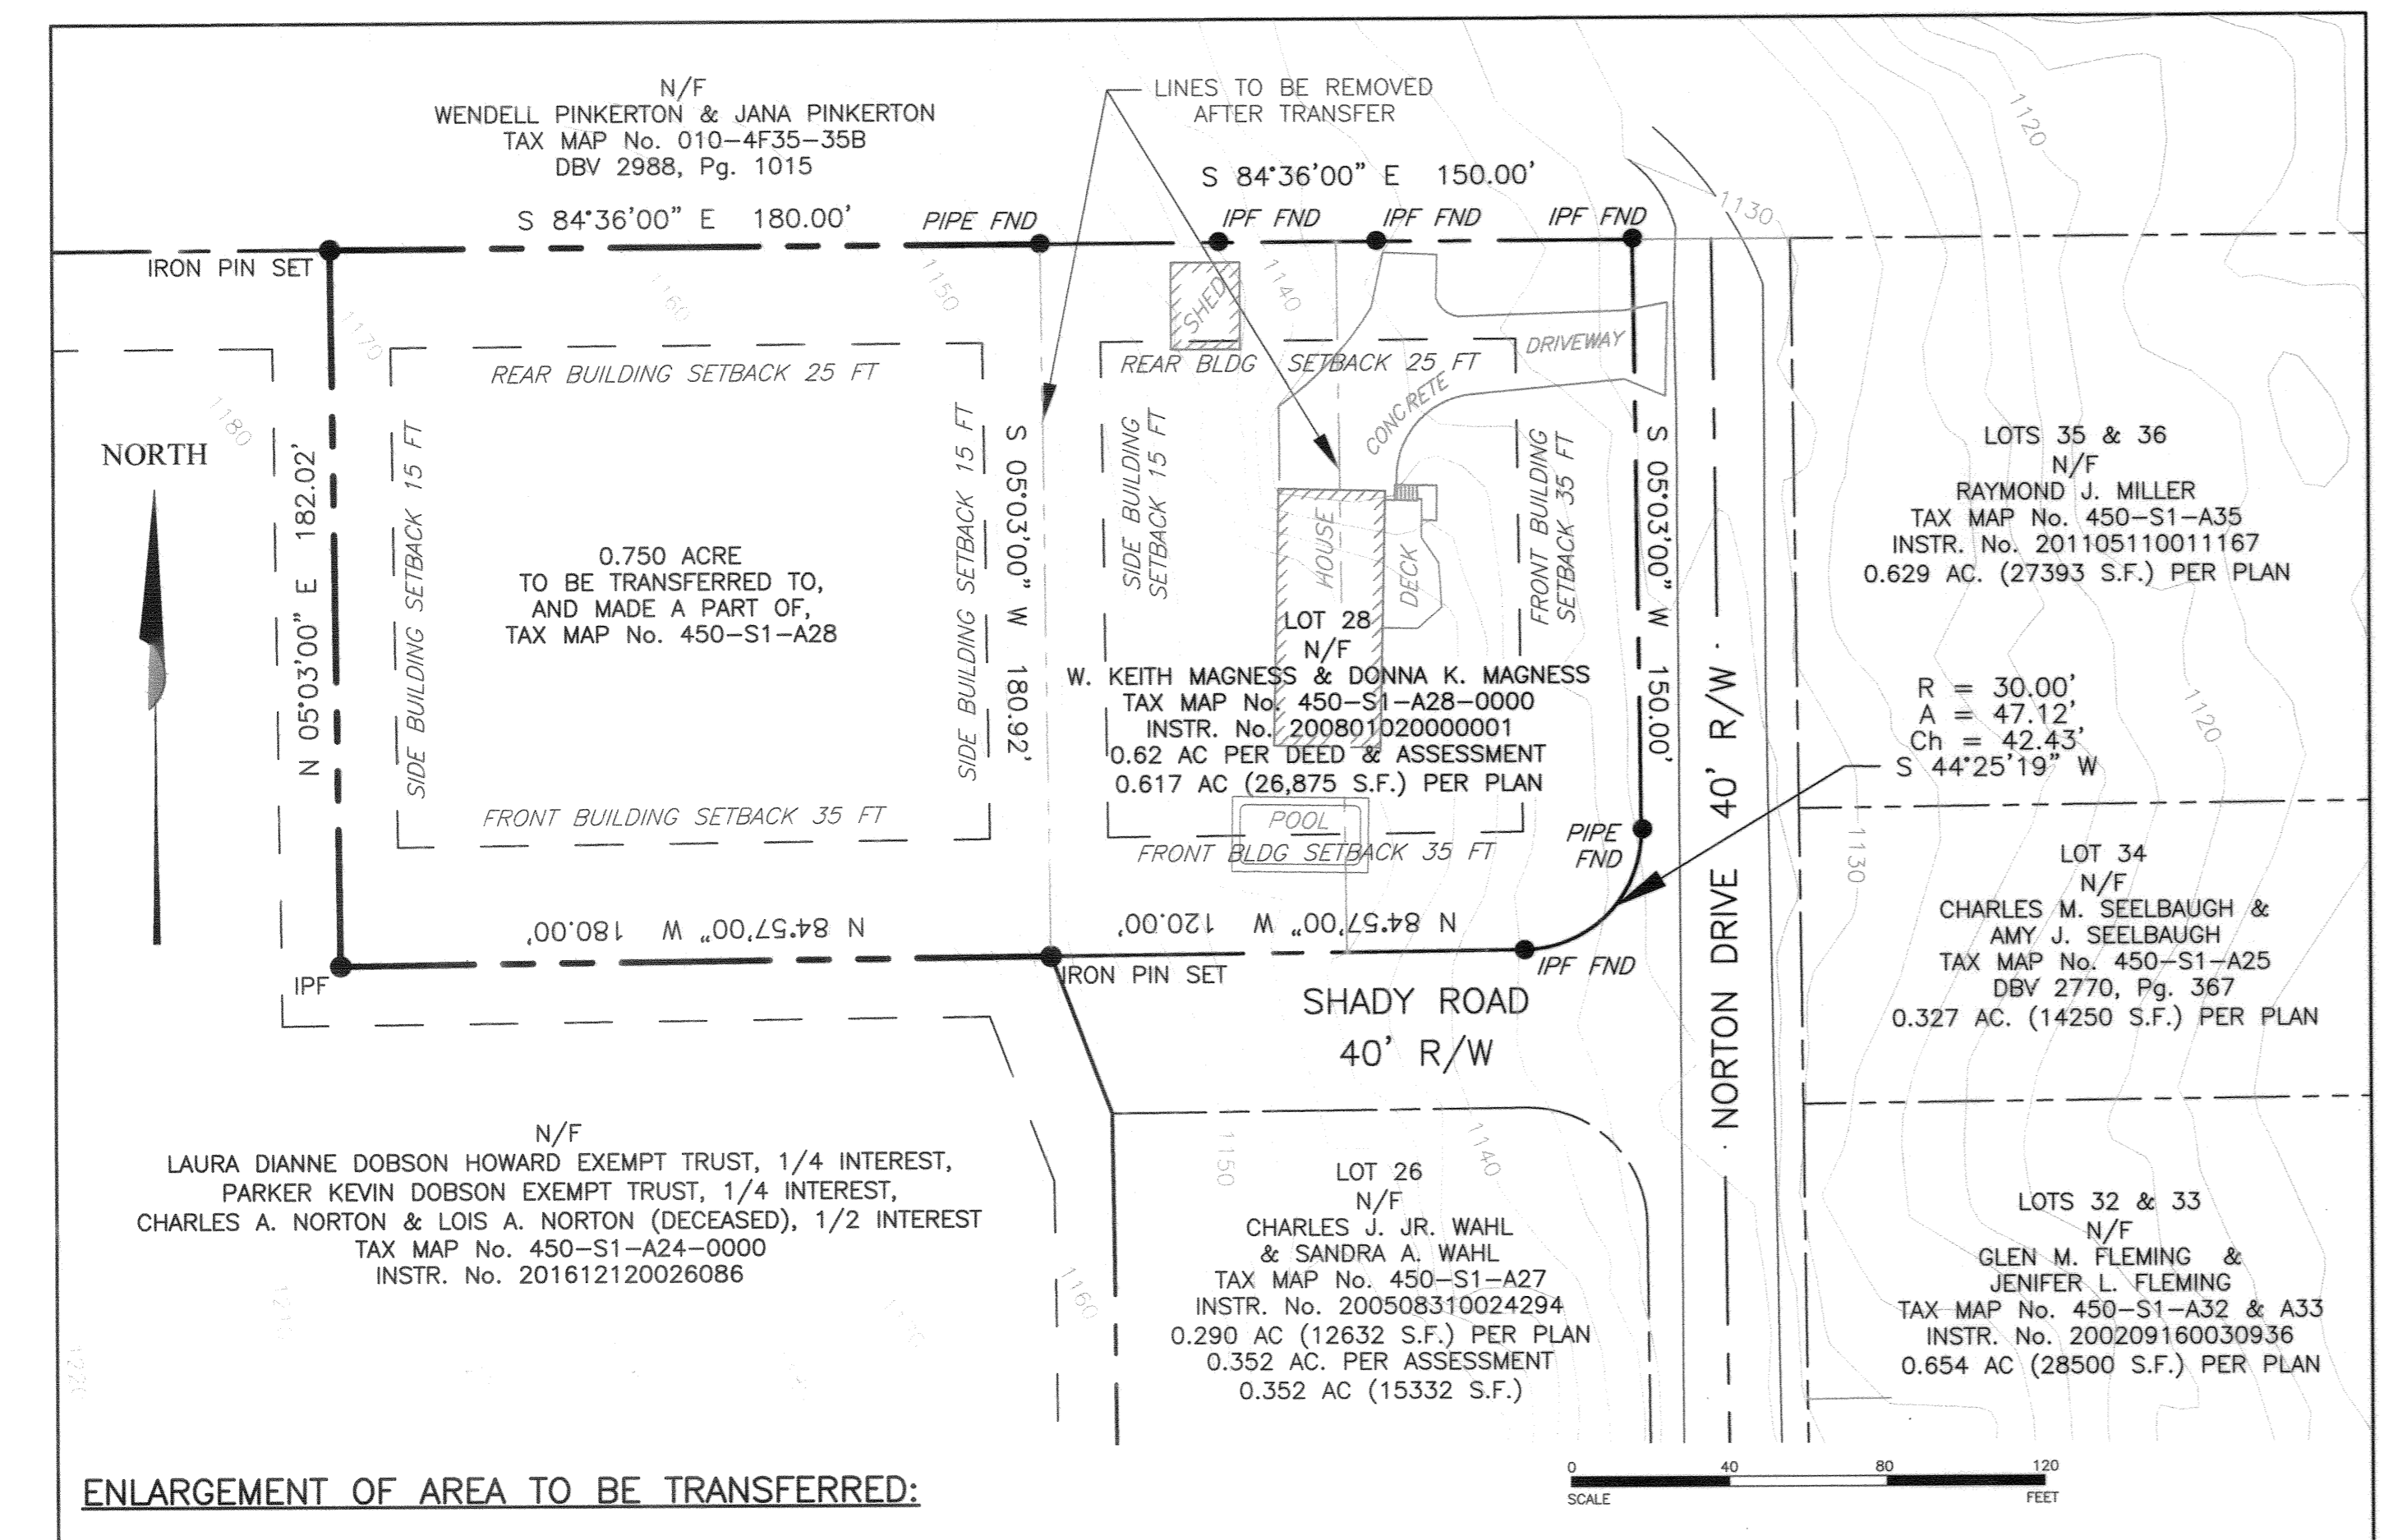 N/F
WENDELL PINKERTON & JANA PINKERTON
TAX MAP No. 010-4F35-35B
DBV 2988, Pg. 1015
LINES TO BE REMOVED
AFTER TRANSFER
S 84°36'00" E 180.00'
S 84°36'00" E 150.00'
PIPE FND
IPF FND
IPF FND
IPF FND
IRON PIN SET
1120
1130
1140
1150
1160
1170
1180
SHED
DRIVEWAY
CONCRETE
REAR BUILDING SETBACK 25 FT
REAR BLDG SETBACK 25 FT
NORTH
N 05°03'00" E 182.02'
SIDE BUILDING SETBACK 15 FT
0.750 ACRE
TO BE TRANSFERRED TO,
AND MADE A PART OF,
TAX MAP No. 450-S1-A28
SIDE BUILDING SETBACK 15 FT
S 05°03'00" W 180.92'
SIDE BUILDING
SETBACK 15 FT
HOUSE
DECK
FRONT BUILDING
SETBACK 35 FT
S 05°03'00" W 150.00'
LOT 28
N/F
W. KEITH MAGNESS & DONNA K. MAGNESS
TAX MAP No. 450-S1-A28-0000
INSTR. No. 200801020000001
0.62 AC PER DEED & ASSESSMENT
0.617 AC (26,875 S.F.) PER PLAN
POOL
FRONT BUILDING SETBACK 35 FT
FRONT BLDG SETBACK 35 FT
PIPE
FND
N 84°57'00" W 180.00'
N 84°57'00" W 120.00'
IPF
IRON PIN SET
IPF FND
SHADY ROAD
40' R/W
NORTON DRIVE 40' R/W
LOTS 35 & 36
N/F
RAYMOND J. MILLER
TAX MAP No. 450-S1-A35
INSTR. No. 201105110011167
0.629 AC. (27393 S.F.) PER PLAN
R = 30.00'
A = 47.12'
Ch = 42.43'
S 44°25'19" W
1120
1130
LOT 34
N/F
CHARLES M. SEELBAUGH &
AMY J. SEELBAUGH
TAX MAP No. 450-S1-A25
DBV 2770, Pg. 367
0.327 AC. (14250 S.F.) PER PLAN
N/F
LAURA DIANNE DOBSON HOWARD EXEMPT TRUST, 1/4 INTEREST,
PARKER KEVIN DOBSON EXEMPT TRUST, 1/4 INTEREST,
CHARLES A. NORTON & LOIS A. NORTON (DECEASED), 1/2 INTEREST
TAX MAP No. 450-S1-A24-0000
INSTR. No. 201612120026086
1160
1150
1140
LOT 26
N/F
CHARLES J. JR. WAHL
& SANDRA A. WAHL
TAX MAP No. 450-S1-A27
INSTR. No. 200508310024294
0.290 AC (12632 S.F.) PER PLAN
0.352 AC. PER ASSESSMENT
0.352 AC (15332 S.F.)
LOTS 32 & 33
N/F
GLEN M. FLEMING &
JENIFER L. FLEMING
TAX MAP No. 450-S1-A32 & A33
INSTR. No. 200209160030936
0.654 AC (28500 S.F.) PER PLAN
0 40 80 120
SCALE FEET
ENLARGEMENT OF AREA TO BE TRANSFERRED: